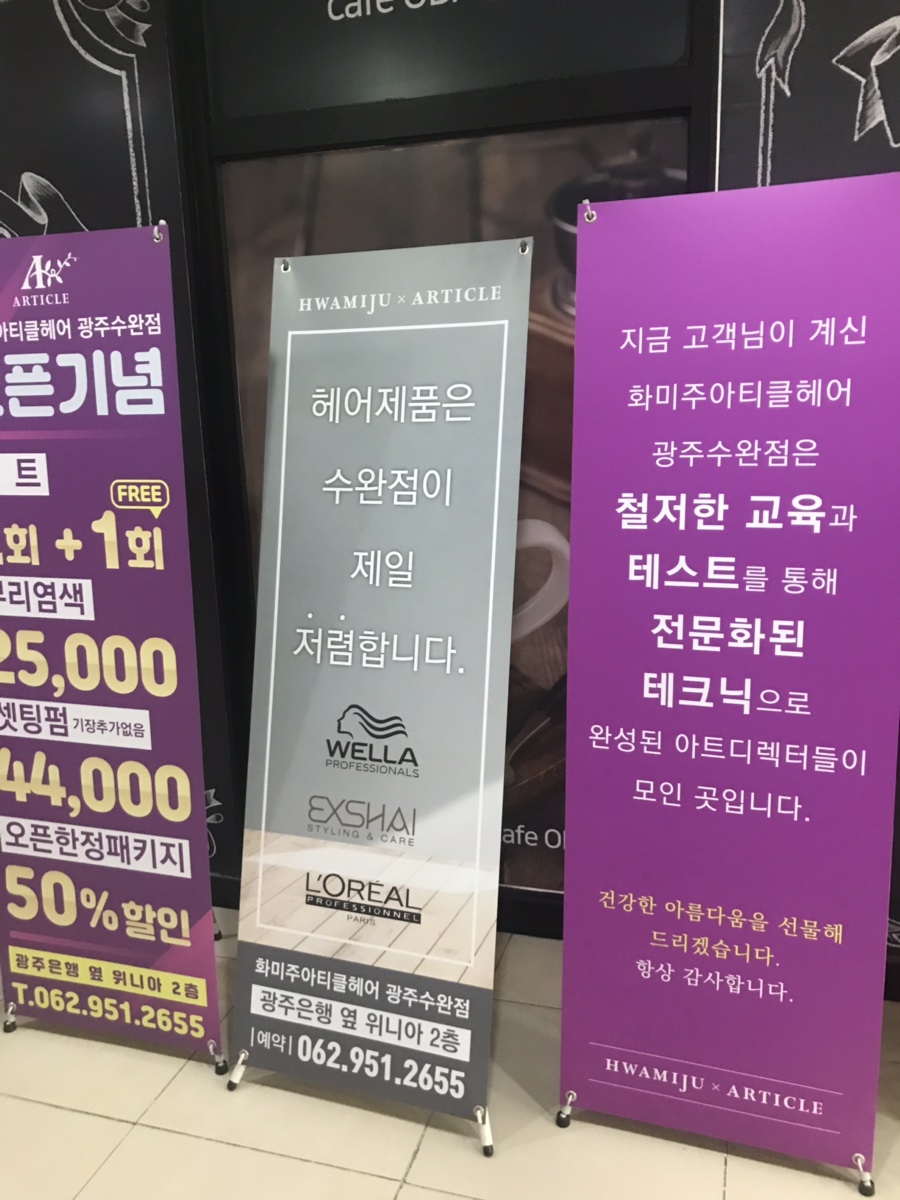 Cafe
ARTICLE
아티클헤어 광주수완점
픈기념
트
FREE
회 + 1회
리염색
25,000
셋팅펌 기장추가없음
44,000
오픈한정패키지
50% 할인
광주은행 옆 위니아 2층
T.062.951.2655
HWAMIJU × ARTICLE
헤어제품은
수완점이
제일
저렴합니다.
WELLA
PROFESSIONALS
EXSHAI
STYLING & CARE
L'ORÉAL
PROFESSIONNEL
PARIS
화미주아티클헤어 광주수완점
광주은행 옆 위니아 2층
|예약| 062.951.2655
지금 고객님이 계신
화미주아티클헤어
광주수완점은
철저한 교육과
테스트를 통해
전문화된
테크닉으로
완성된 아트디렉터들이
모인 곳입니다.
건강한 아름다움을 선물해
드리겠습니다.
항상 감사합니다.
HWAMIJU × ARTICLE